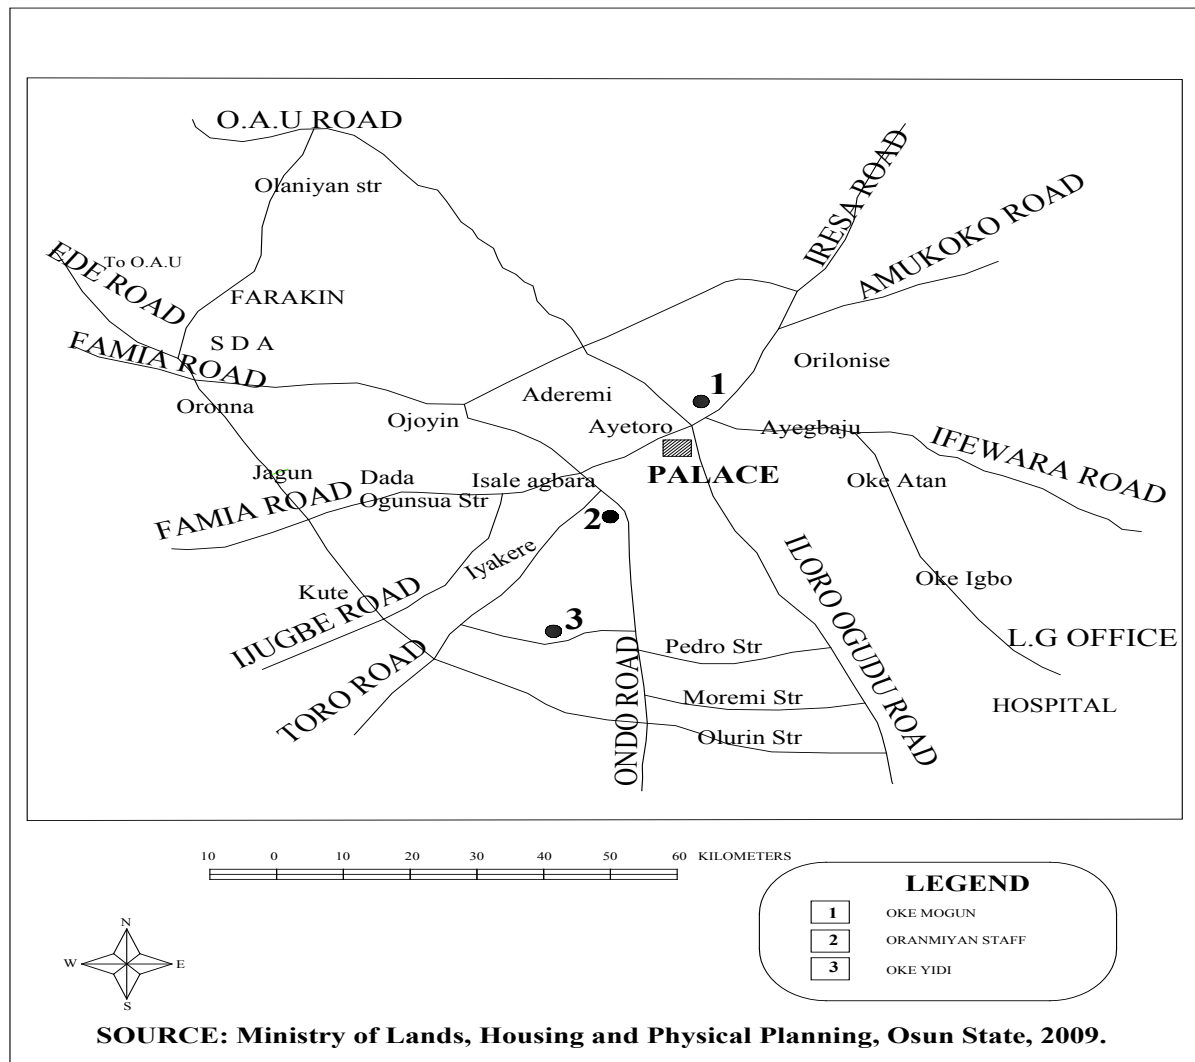 O.A.U ROAD
Olaniyan str
IRESA ROAD
AMUKOKO ROAD
EDE ROAD
To O.A.U
FARAKIN
S D A
FAMIA ROAD
Orilonise
1
Aderemi
Oronna
Ojoyin
Ayetoro
Ayegbaju
IFEWARA ROAD
PALACE
Jagun
Dada
Isale agbara
Oke Atan
FAMIA ROAD
Ogunsua Str
2
Iyakere
ILORO OGUDU ROAD
Oke Igbo
Kute
IJUGBE ROAD
3
Pedro Str
L.G OFFICE
TORO ROAD
ONDO ROAD
Moremi Str
HOSPITAL
Olurin Str
10 0 10 20 30 40 50 60 KILOMETERS
LEGEND
1 OKE MOGUN
2 ORANMIYAN STAFF
3 OKE YIDI
N
W E
S
SOURCE: Ministry of Lands, Housing and Physical Planning, Osun State, 2009.